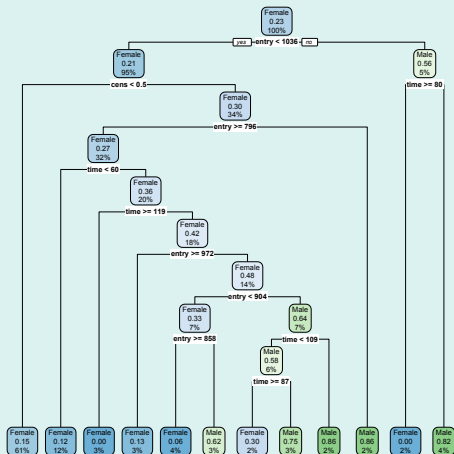 Female
0.23
100%
yes entry < 1036 no
Female
0.21
95%
Male
0.56
5%
cens < 0.5
time >= 80
Female
0.30
34%
entry >= 796
Female
0.27
32%
time < 60
Female
0.36
20%
time >= 119
Female
0.42
18%
entry >= 972
Female
0.48
14%
entry < 904
Female
0.33
7%
Male
0.64
7%
entry >= 858
time < 109
Male
0.58
6%
time >= 87
Female
0.15
61%
Female
0.12
12%
Female
0.00
3%
Female
0.13
3%
Female
0.06
4%
Male
0.62
3%
Female
0.30
2%
Male
0.75
3%
Male
0.86
2%
Male
0.86
2%
Female
0.00
2%
Male
0.82
4%